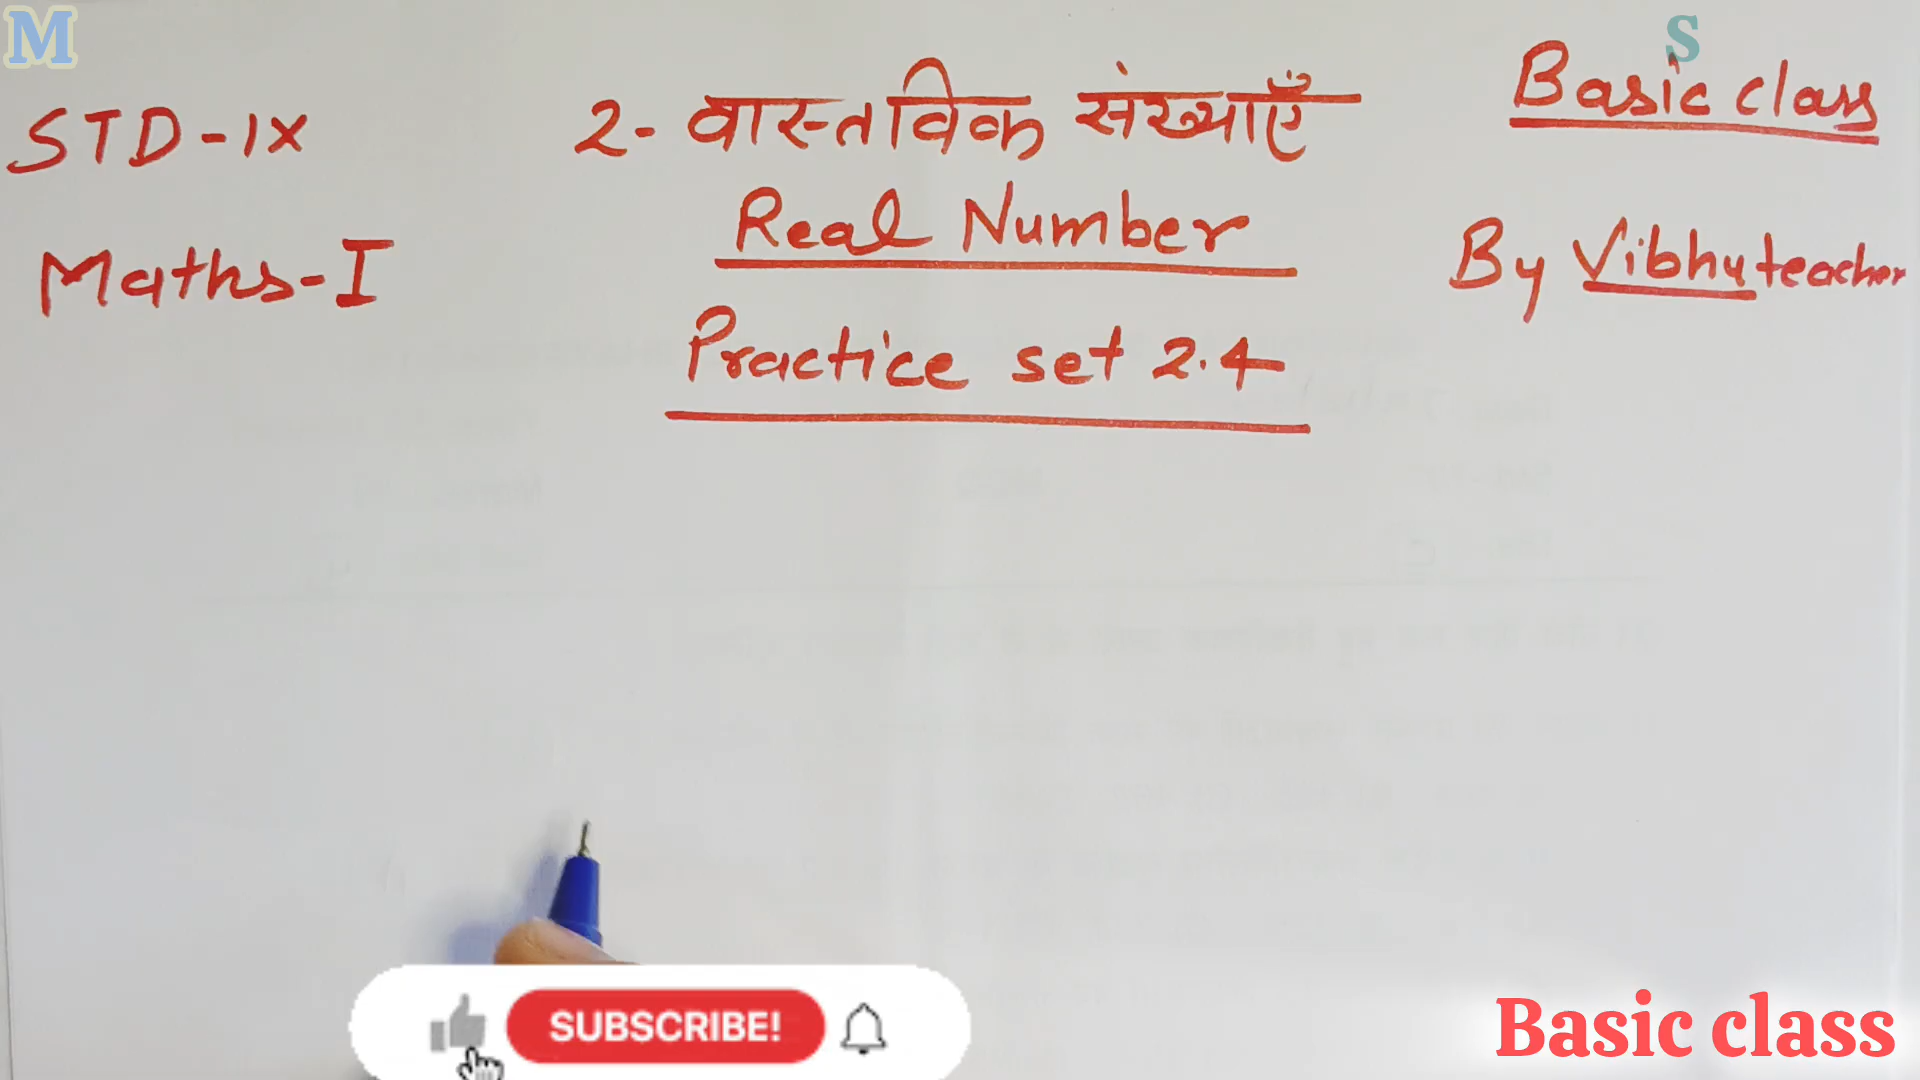 M
S
STD-IX
2- वास्तविक संख्याएँ
Basic class
Maths-I
Real Number
By Vibhuteacher
Practice set 2.4
SUBSCRIBE!
Basic class